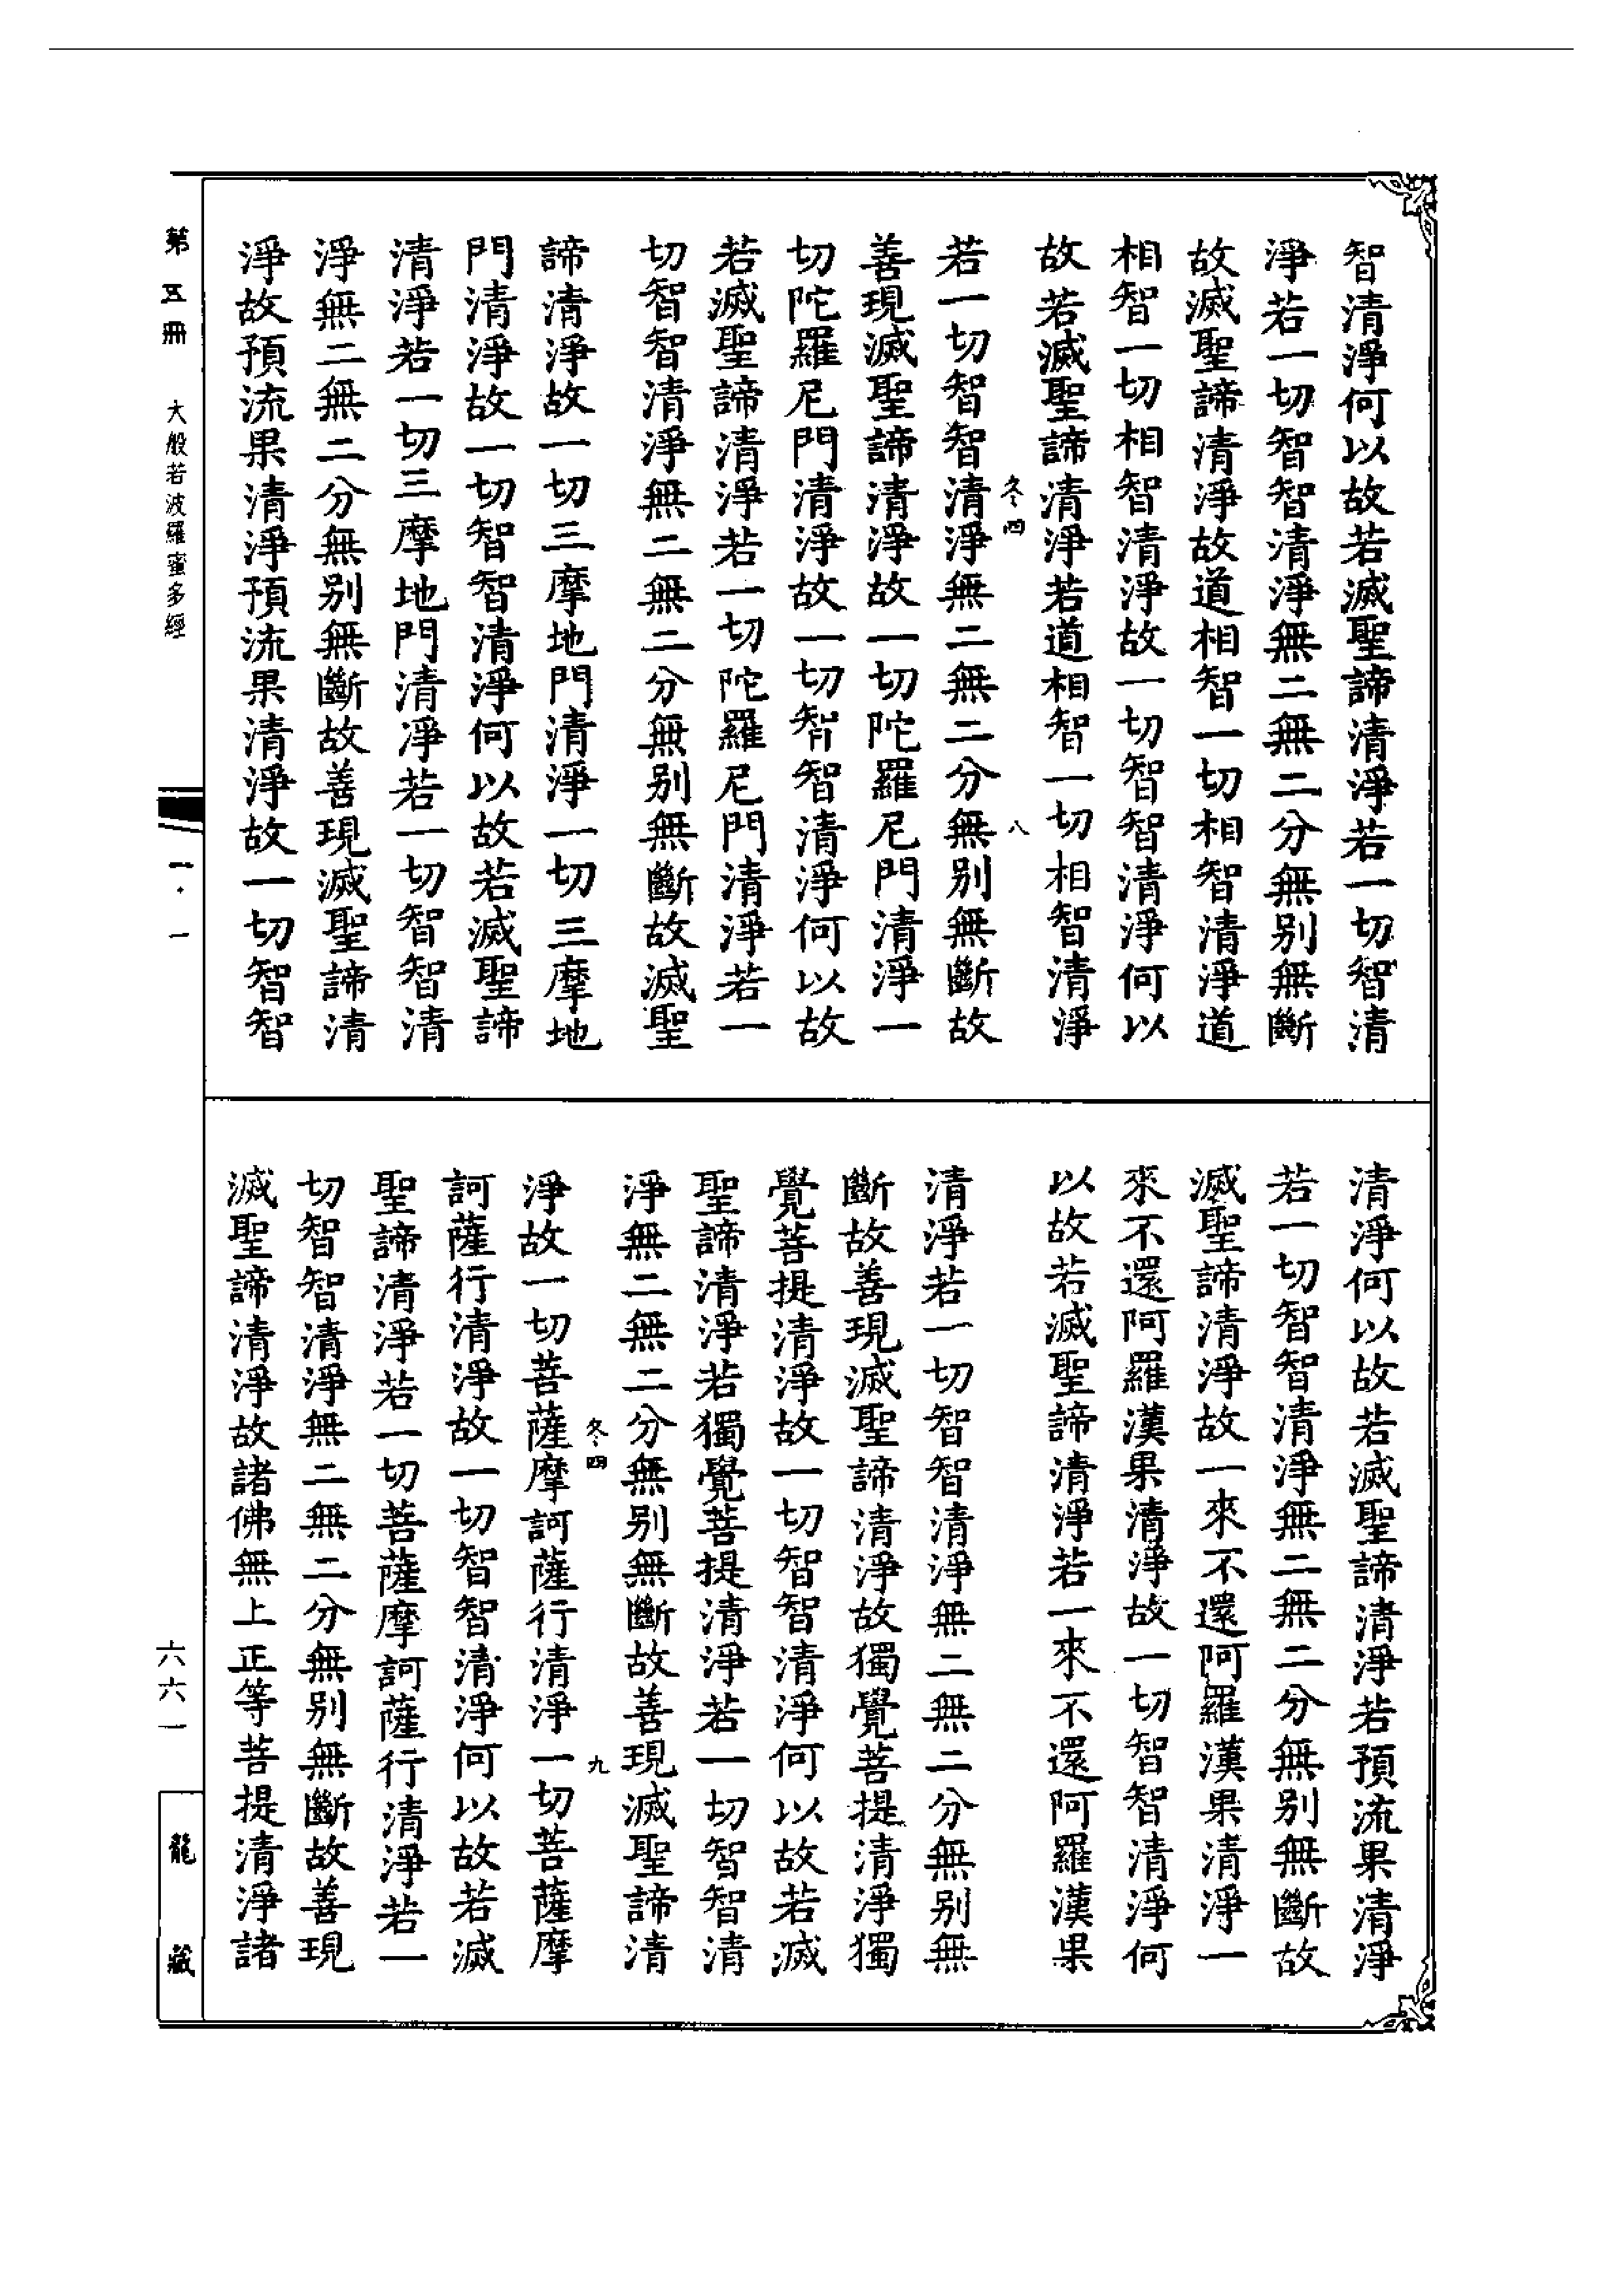 智清淨何以故若滅聖諦清淨若一切智清
淨若一切智智清淨無二無二分無別無斷
故滅聖諦清淨故道相智一切相智清淨道
相智一切相智清淨故一切智智清淨何以
故若滅聖諦清淨若道相智一切相智清淨
冬四 八
若一切智智清淨無二無二分無別無斷故
善現滅聖諦清淨故一切陀羅尼門清淨一
切陀羅尼門清淨故一切智智清淨何以故
若滅聖諦清淨若一切陀羅尼門清淨若一
切智智清淨無二無二分無別無斷故滅聖
諦清淨故一切三摩地門清淨一切三摩地
門清淨故一切智智清淨何以故若滅聖諦
清淨若一切三摩地門清淨若一切智智清
淨無二無二分無別無斷故善現滅聖諦清
淨故預流果清淨預流果清淨故一切智智
清淨何以故若滅聖諦清淨若預流果清淨
若一切智智清淨無二無二分無別無斷故
滅聖諦清淨故一來不還阿羅漢果清淨一
來不還阿羅漢果清淨故一切智智清淨何
以故若滅聖諦清淨若一來不還阿羅漢果
清淨若一切智智清淨無二無二分無別無
斷故善現滅聖諦清淨故獨覺菩提清淨獨
覺菩提清淨故一切智智清淨何以故若滅
聖諦清淨若獨覺菩提清淨若一切智智清
淨無二無二分無別無斷故善現滅聖諦清
冬四 九
淨故一切菩薩摩訶薩行清淨一切菩薩摩
訶薩行清淨故一切智智清淨何以故若滅
聖諦清淨若一切菩薩摩訶薩行清淨若一
切智智清淨無二無二分無別無斷故善現
滅聖諦清淨故諸佛無上正等菩提清淨諸
第五冊 大般若波羅蜜多經
一·一
六六一
龍藏